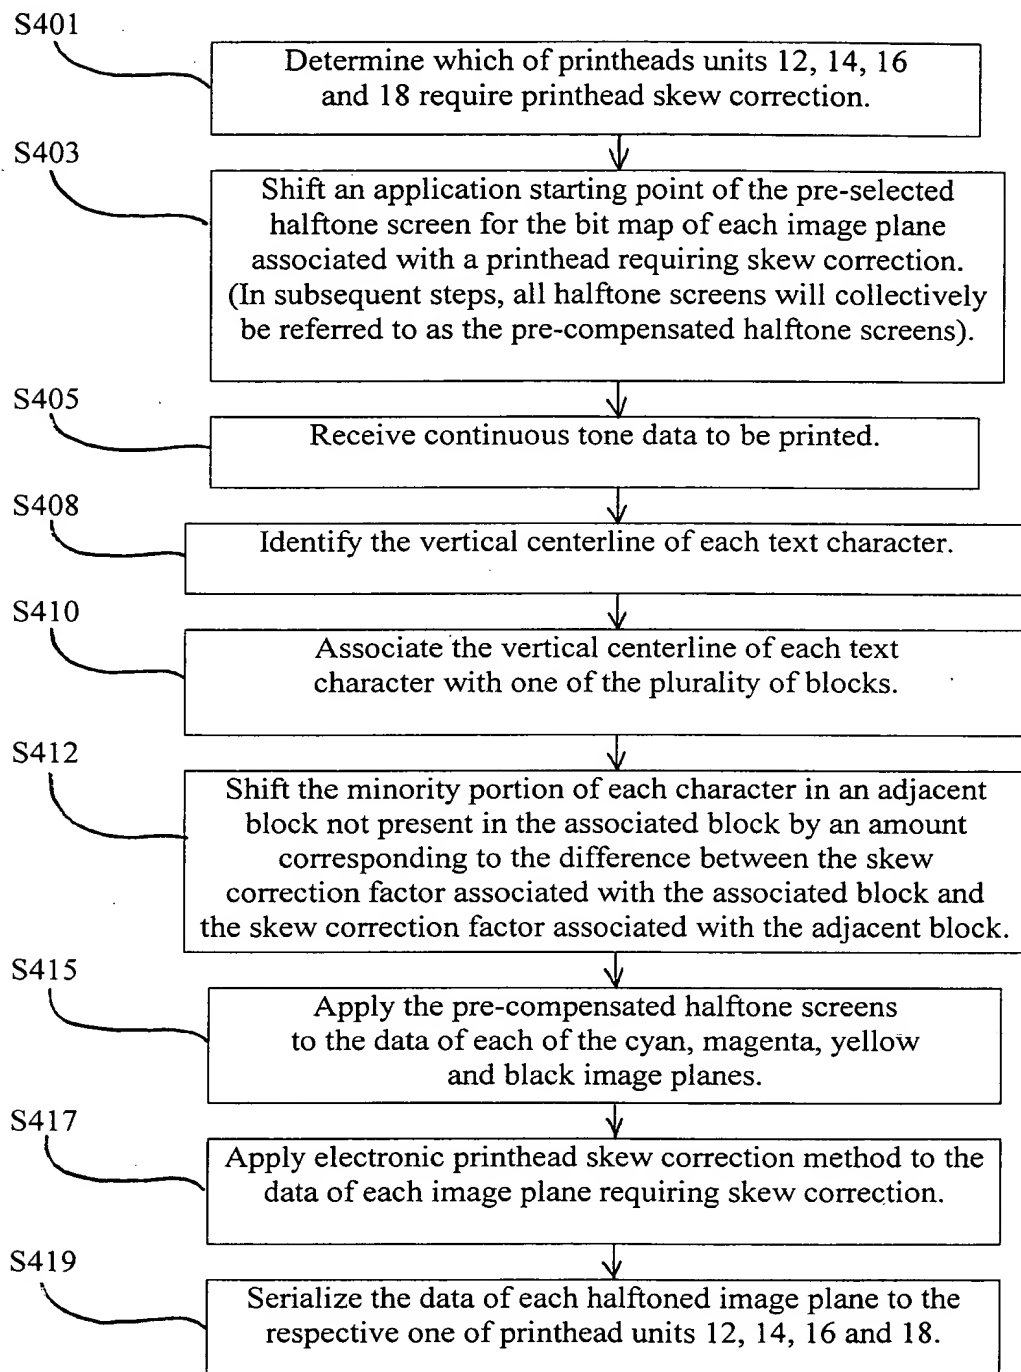 S401
Determine which of printheads units 12, 14, 16
and 18 require printhead skew correction.
S403
Shift an application starting point of the pre-selected
halftone screen for the bit map of each image plane
associated with a printhead requiring skew correction.
(In subsequent steps, all halftone screens will collectively
be referred to as the pre-compensated halftone screens).
S405
Receive continuous tone data to be printed.
S408
Identify the vertical centerline of each text character.
S410
Associate the vertical centerline of each text
character with one of the plurality of blocks.
S412
Shift the minority portion of each character in an adjacent
block not present in the associated block by an amount
corresponding to the difference between the skew
correction factor associated with the associated block and
the skew correction factor associated with the adjacent block.
S415
Apply the pre-compensated halftone screens
to the data of each of the cyan, magenta, yellow
and black image planes.
S417
Apply electronic printhead skew correction method to the
data of each image plane requiring skew correction.
S419
Serialize the data of each halftoned image plane to the
respective one of printhead units 12, 14, 16 and 18.